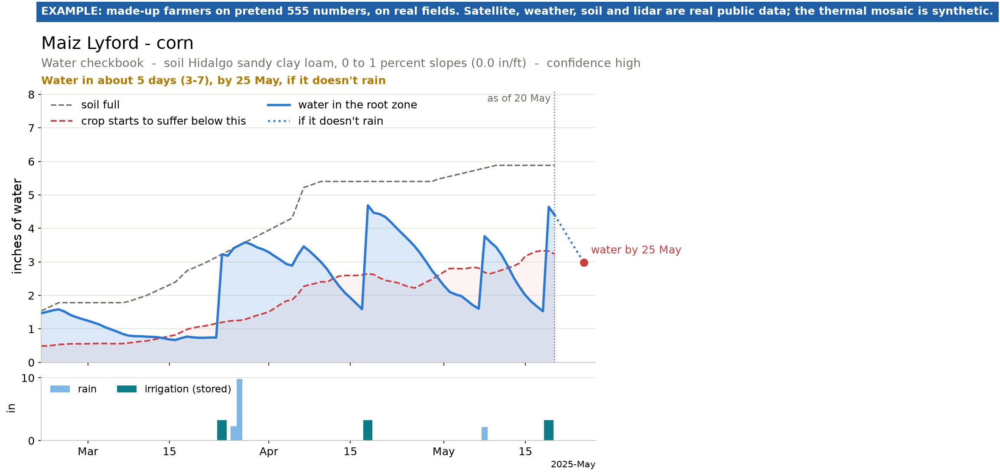 EXAMPLE: made-up farmers on pretend 555 numbers, on real fields. Satellite, weather, soil and lidar are real public data; the thermal mosaic is synthetic.
Maiz Lyford - corn
Water checkbook - soil Hidalgo sandy clay loam, 0 to 1 percent slopes (0.0 in/ft) - confidence high
Water in about 5 days (3-7), by 25 May, if it doesn't rain
soil full
crop starts to suffer below this
water in the root zone
if it doesn't rain
as of 20 May
8
7
6
5
4
3
2
1
0
inches of water
water by 25 May
10
0
in
rain
irrigation (stored)
Mar
15
Apr
15
May
15
2025-May